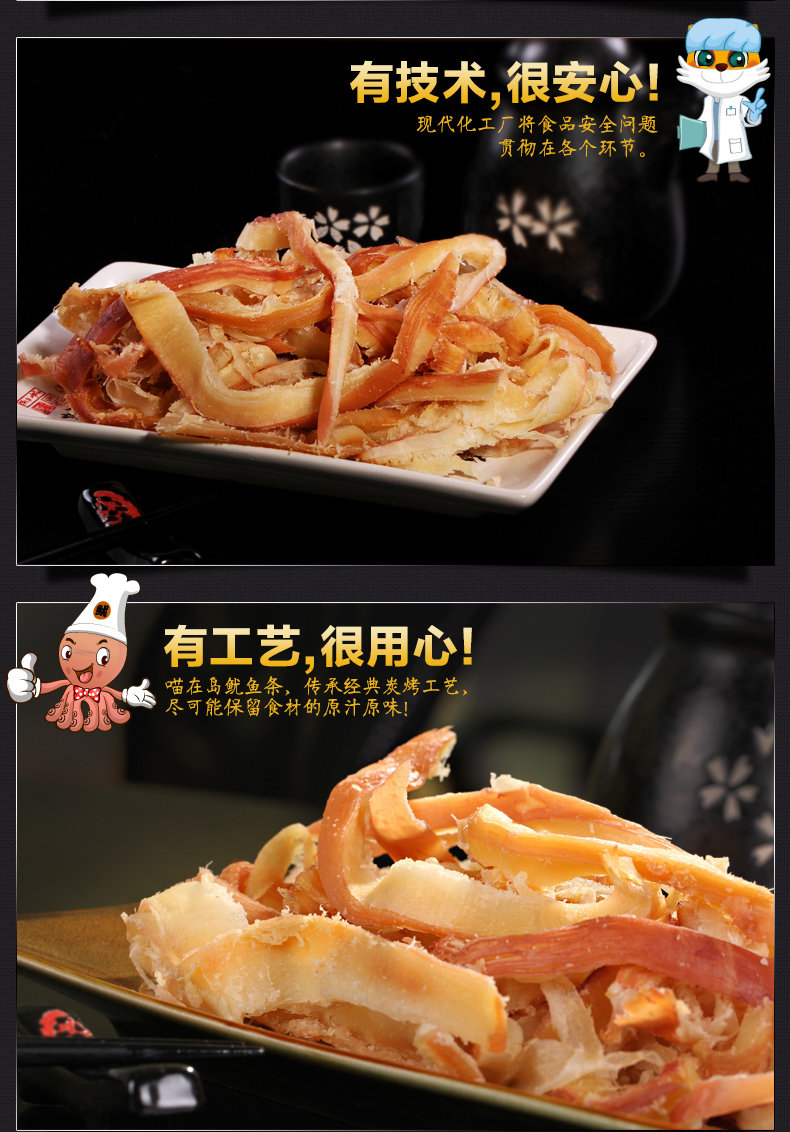 有技术,很安心!
现代化工厂将食品安全问题
贯彻在各个环节。
有工艺,很用心!
喵在岛鱿鱼条，传承经典炭烤工艺，
尽可能保留食材的原汁原味!